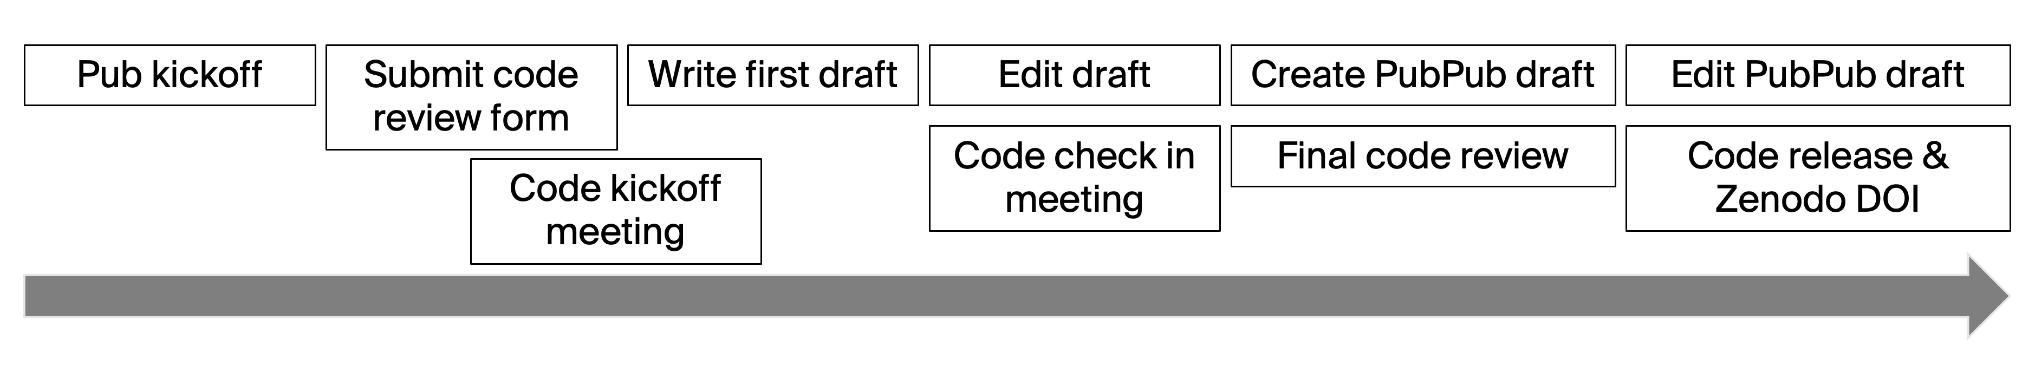 Pub kickoff
Submit code
review form
Write first draft
Edit draft
Create PubPub draft
Edit PubPub draft
Code kickoff
meeting
Code check in
meeting
Final code review
Code release &
Zenodo DOI